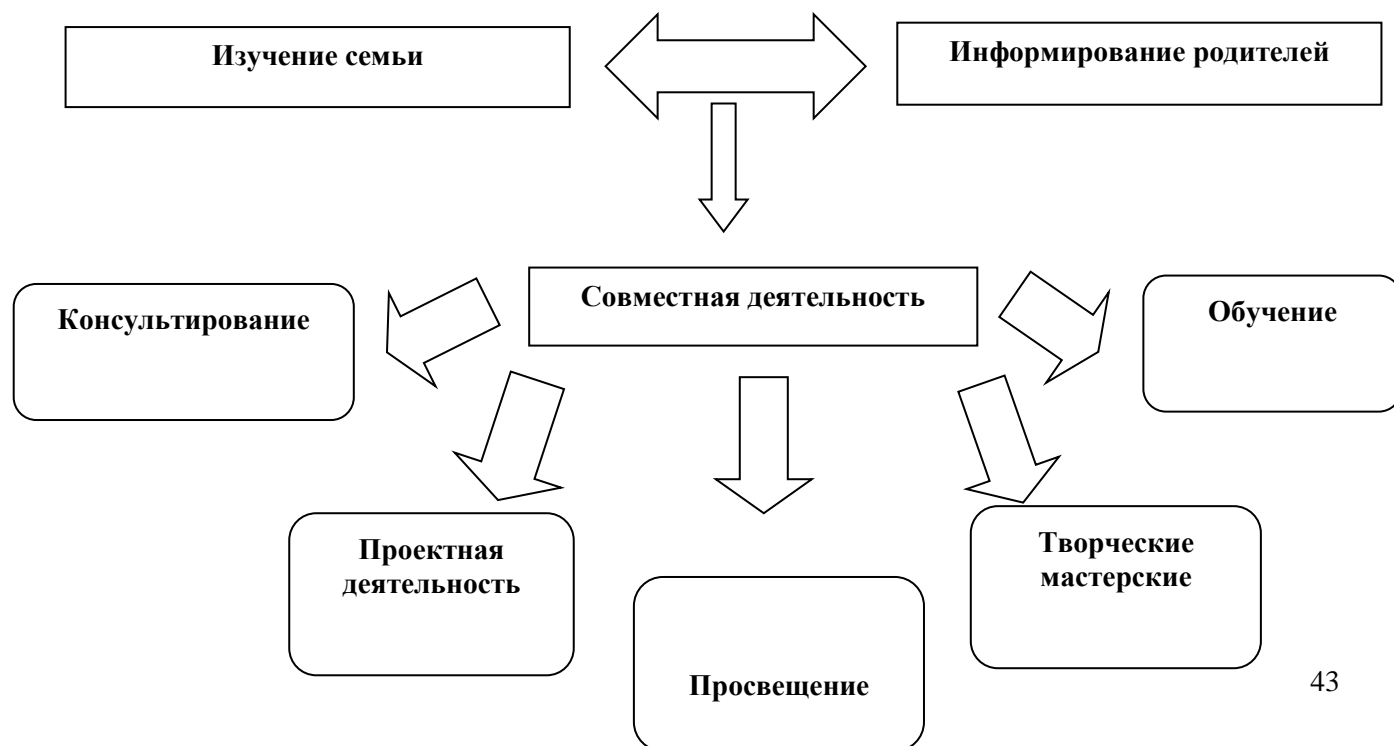 Изучение семьи
Информирование родителей
Совместная деятельность
Консультирование
Обучение
Проектная
деятельность
Творческие
мастерские
Просвещение
43